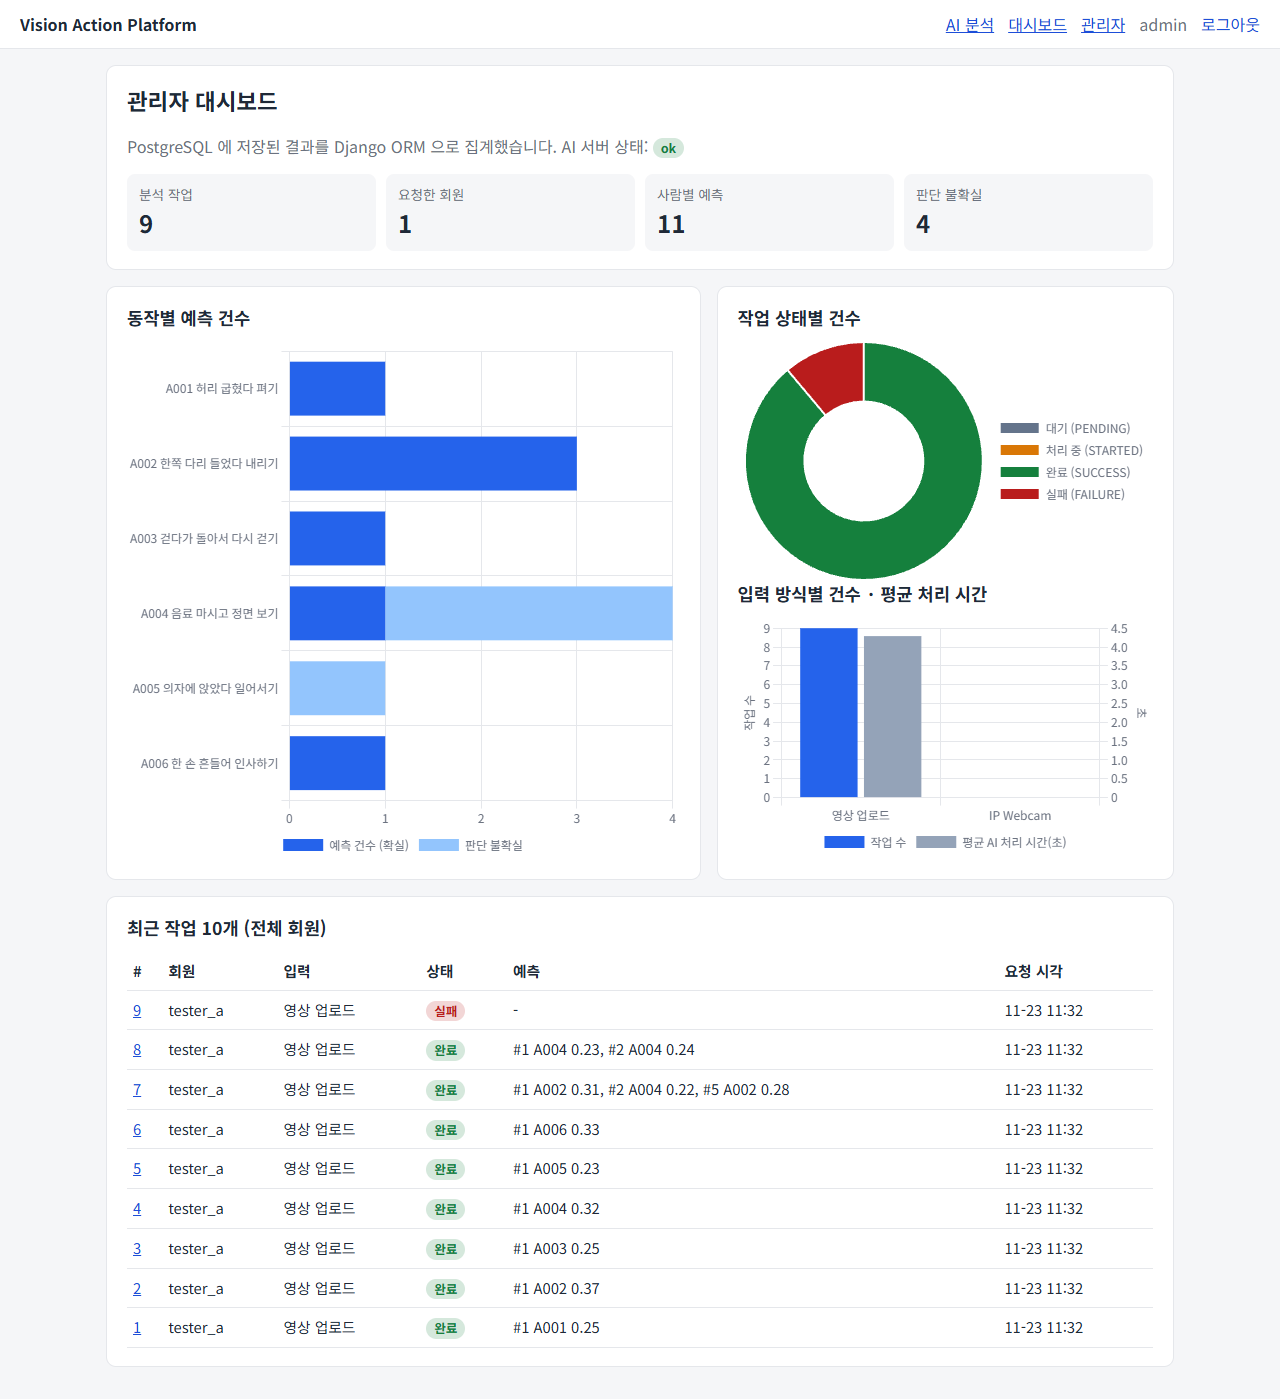 Vision Action Platform
AI 분석 대시보드 관리자 admin 로그아웃
관리자 대시보드
PostgreSQL 에 저장된 결과를 Django ORM 으로 집계했습니다. AI 서버 상태: ok
분석 작업
9
요청한 회원
1
사람별 예측
11
판단 불확실
4
동작별 예측 건수
A001 허리 굽혔다 펴기
A002 한쪽 다리 들었다 내리기
A003 걷다가 돌아서 다시 걷기
A004 음료 마시고 정면 보기
A005 의자에 앉았다 일어서기
A006 한 손 흔들어 인사하기
0 1 2 3 4
예측 건수 (확실) 판단 불확실
작업 상태별 건수
대기 (PENDING)
처리 중 (STARTED)
완료 (SUCCESS)
실패 (FAILURE)
입력 방식별 건수 · 평균 처리 시간
작업 수
9
8
7
6
5
4
3
2
1
0
4.5
4.0
3.5
3.0
2.5
2.0
1.5
1.0
0.5
0
초
영상 업로드 IP Webcam
작업 수 평균 AI 처리 시간(초)
최근 작업 10개 (전체 회원)
# 회원 입력 상태 예측 요청 시각
9 tester_a 영상 업로드 실패 - 11-23 11:32
8 tester_a 영상 업로드 완료 #1 A004 0.23, #2 A004 0.24 11-23 11:32
7 tester_a 영상 업로드 완료 #1 A002 0.31, #2 A004 0.22, #5 A002 0.28 11-23 11:32
6 tester_a 영상 업로드 완료 #1 A006 0.33 11-23 11:32
5 tester_a 영상 업로드 완료 #1 A005 0.23 11-23 11:32
4 tester_a 영상 업로드 완료 #1 A004 0.32 11-23 11:32
3 tester_a 영상 업로드 완료 #1 A003 0.25 11-23 11:32
2 tester_a 영상 업로드 완료 #1 A002 0.37 11-23 11:32
1 tester_a 영상 업로드 완료 #1 A001 0.25 11-23 11:32